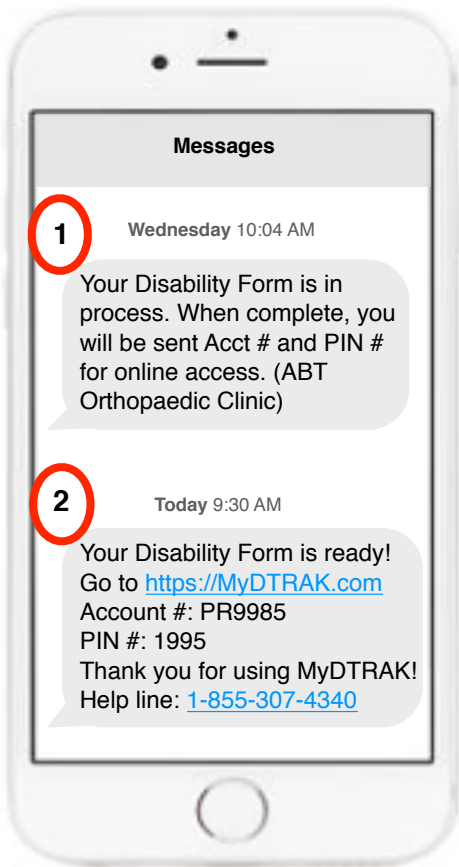 Messages
1
Wednesday 10:04 AM
Your Disability Form is in
process. When complete, you
will be sent Acct # and PIN #
for online access. (ABT
Orthopaedic Clinic)
2
Today 9:30 AM
Your Disability Form is ready!
Go to https://MyDTRAK.com
Account #: PR9985
PIN #: 1995
Thank you for using MyDTRAK!
Help line: 1-855-307-4340